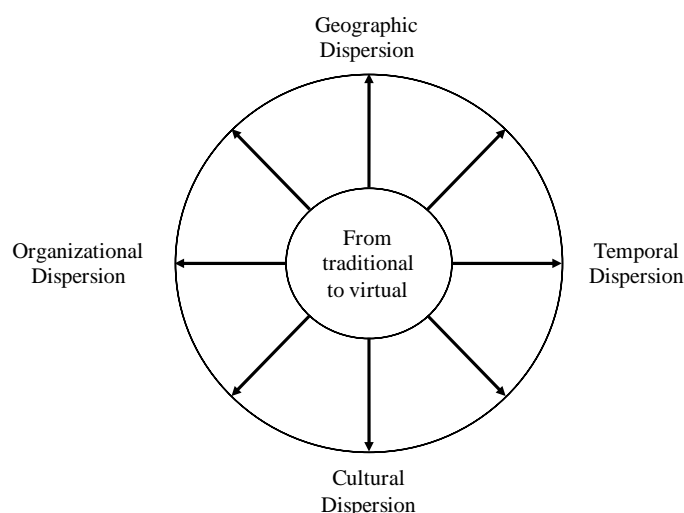 Geographic
Dispersion
Organizational
Dispersion
From
traditional
to virtual
Temporal
Dispersion
Cultural
Dispersion